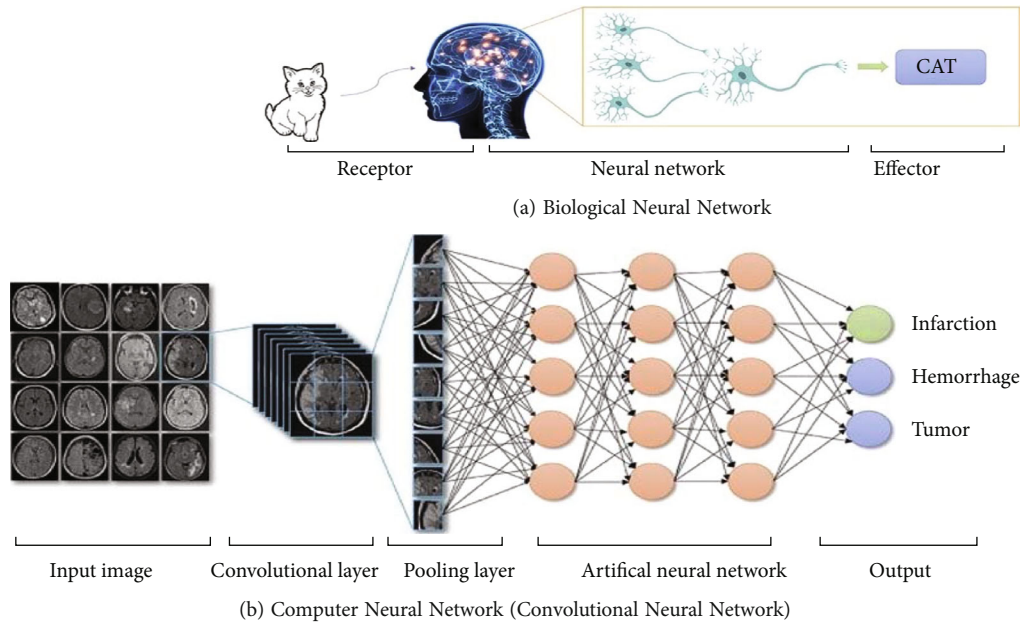 CAT
Receptor
Neural network
Effector
(a) Biological Neural Network
Infarction
Hemorrhage
Tumor
Input image
Convolutional layer
Pooling layer
Artifical neural network
Output
(b) Computer Neural Network (Convolutional Neural Network)